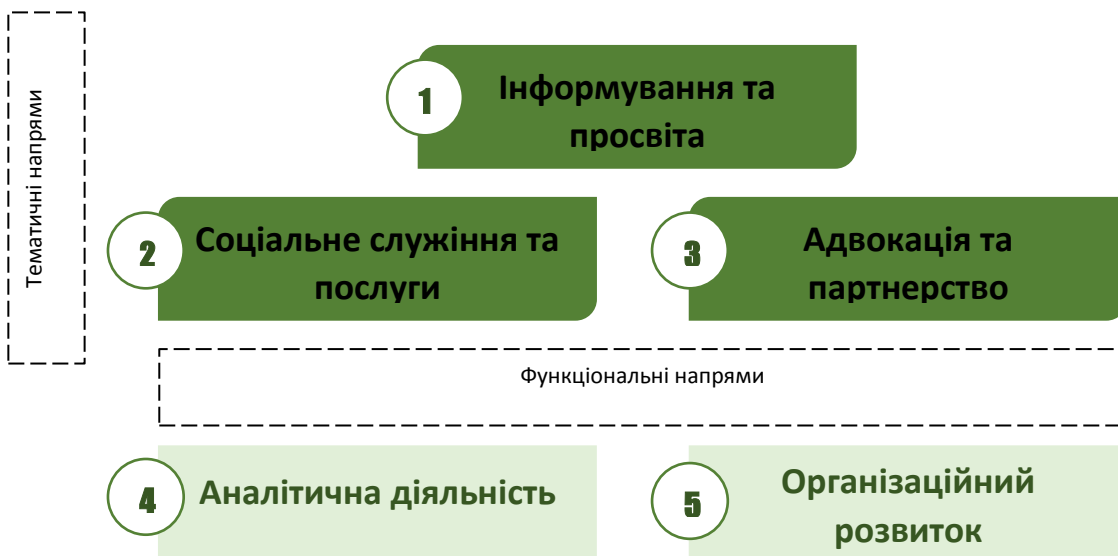 Тематичні напрями
1
Інформування та
просвіта
2
Соціальне служіння та
послуги
3
Адвокація та
партнерство
Функціональні напрями
4
Аналітична діяльність
5
Організаційний
розвиток